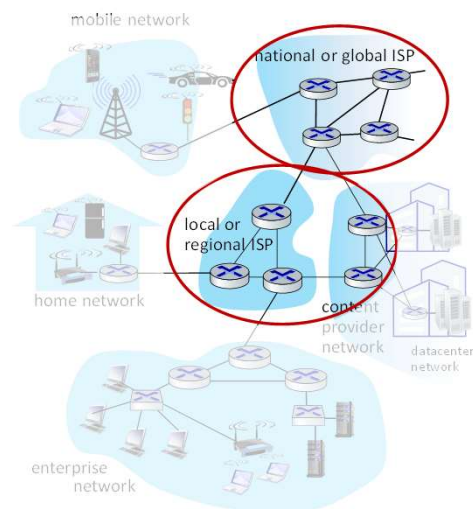 mobile network
national or global ISP
local or
regional ISP
home network
content
provider
network
datacenter
network
enterprise
network